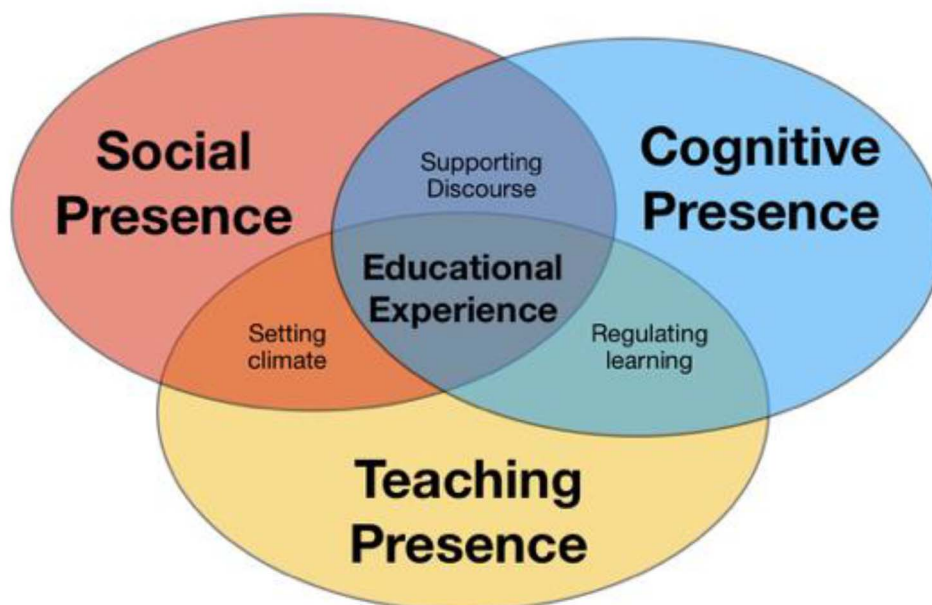 Social
Presence
Supporting
Discourse
Cognitive
Presence
Educational
Experience
Setting
climate
Regulating
learning
Teaching
Presence